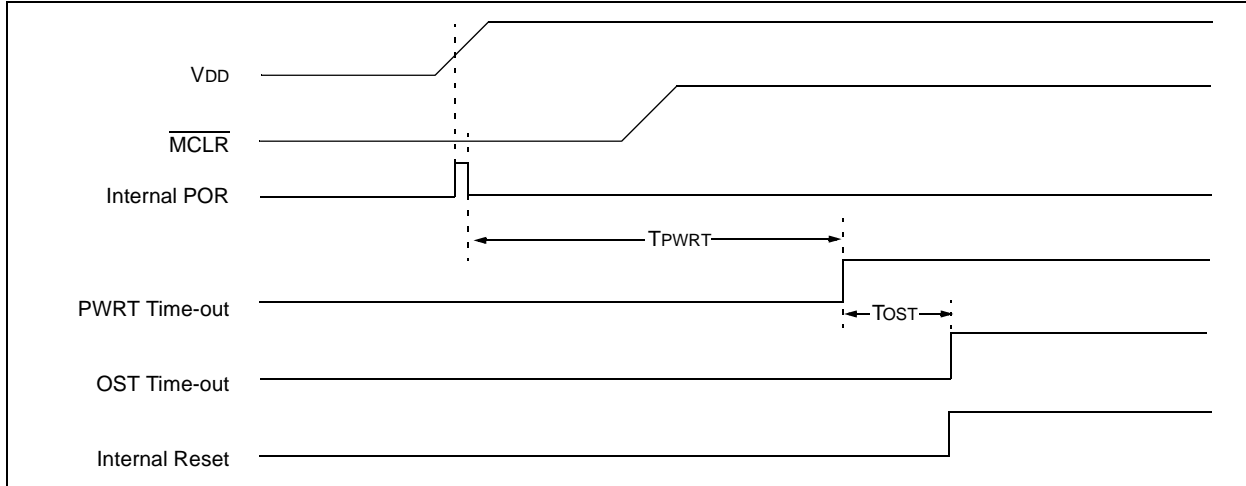 VDD
MCLR
Internal POR
TPWRT
PWRT Time-out
TOST
OST Time-out
Internal Reset